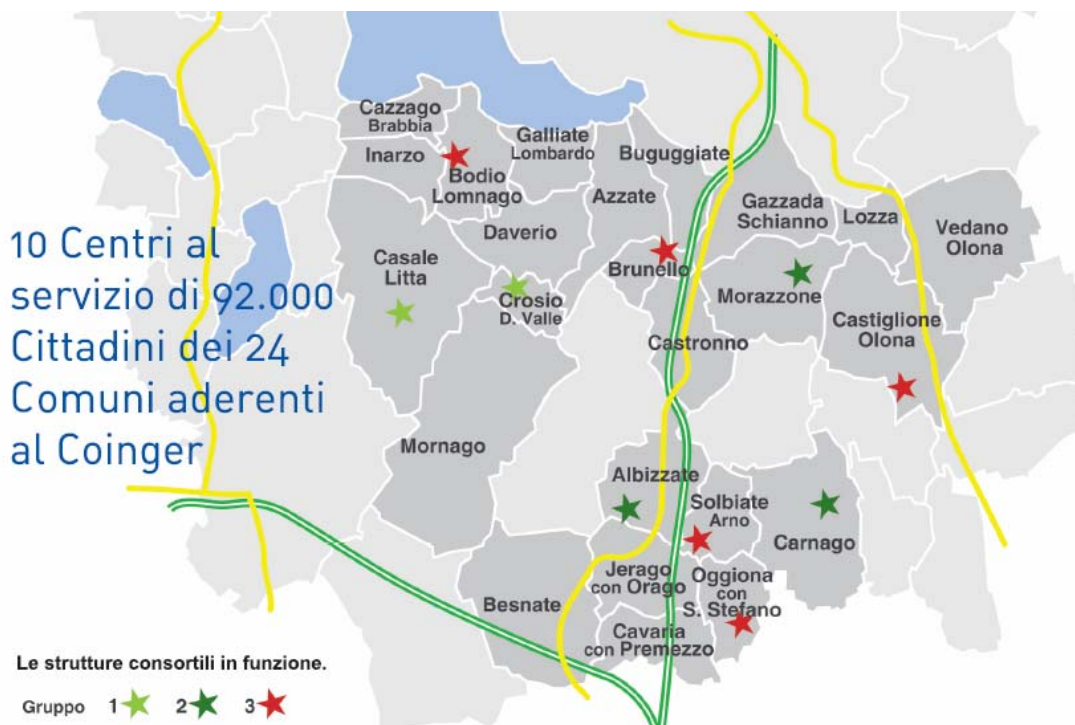 Cazzago
Brabbia
Galliate
Lombardo
Inarzo
Buguggiate
Bodio
Lomnago
Azzate
Gazzada
Schianno
Lozza
Vedano
Olona
Daverio
10 Centri al
servizio di 92.000
Cittadini dei 24
Comuni aderenti
al Coinger
Casale
Litta
Brunello
Crosio
D. Valle
Morazzone
Castiglione
Olona
Castronno
Mornago
Albizzate
Solbiate
Arno
Carnago
Jerago
con Orago
Oggiona
con
S. Stefano
Besnate
Cavaria
con Premezzo
Le strutture consortili in funzione.
Gruppo 1 2 3